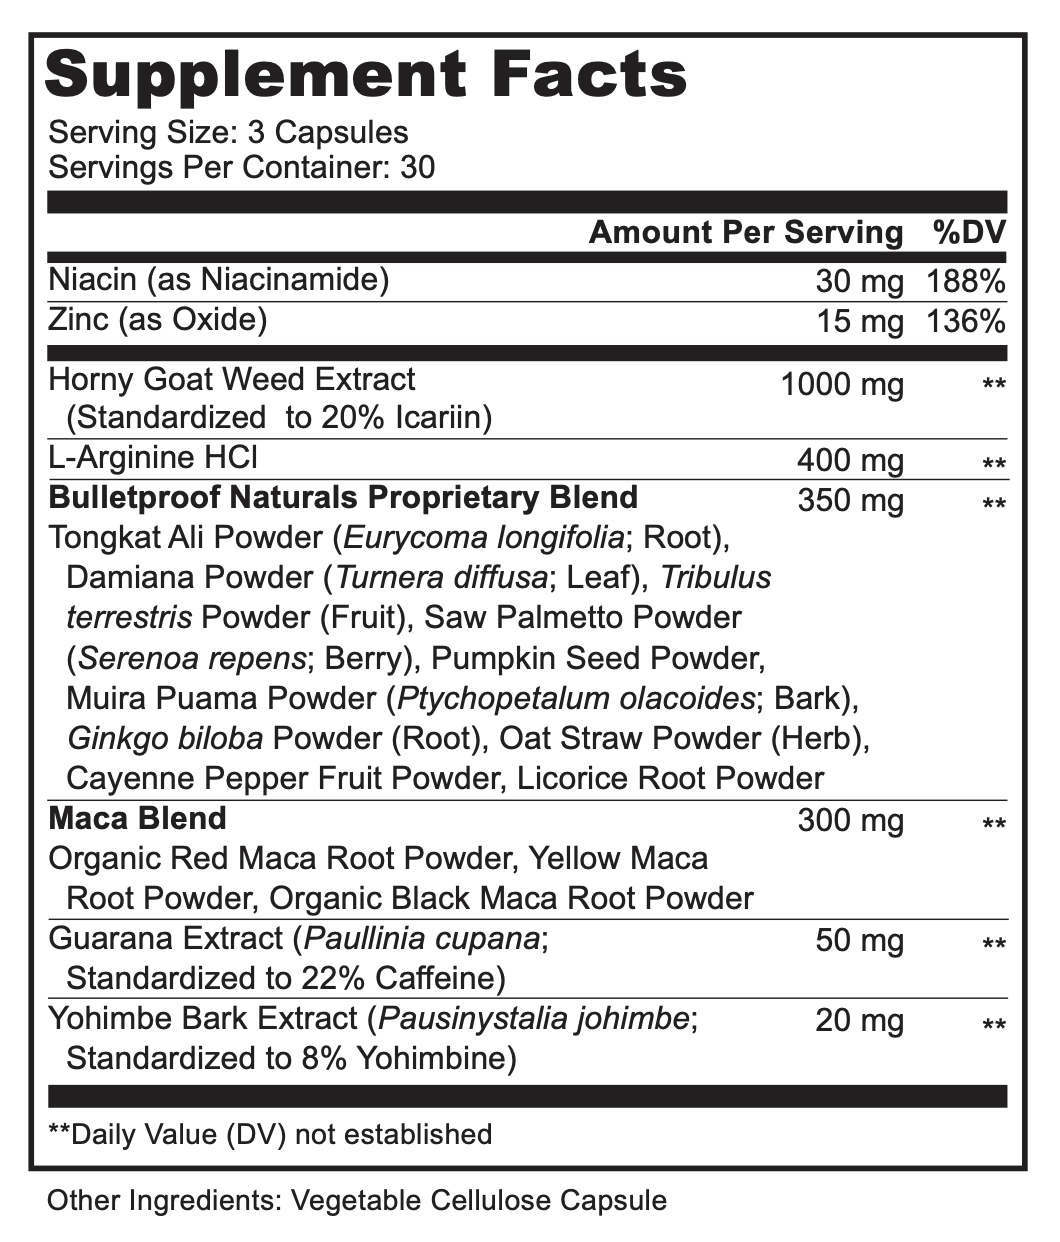 Supplement Facts
Serving Size: 3 Capsules
Servings Per Container: 30
Amount Per Serving %DV
Niacin (as Niacinamide) 30 mg 188%
Zinc (as Oxide) 15 mg 136%
Horny Goat Weed Extract 1000 mg **
(Standardized to 20% Icariin)
L-Arginine HCl 400 mg **
Bulletproof Naturals Proprietary Blend 350 mg **
Tongkat Ali Powder (Eurycoma longifolia; Root),
Damiana Powder (Turnera diffusa; Leaf), Tribulus
terrestris Powder (Fruit), Saw Palmetto Powder
(Serenoa repens; Berry), Pumpkin Seed Powder,
Muira Puama Powder (Ptychopetalum olacoides; Bark),
Ginkgo biloba Powder (Root), Oat Straw Powder (Herb),
Cayenne Pepper Fruit Powder, Licorice Root Powder
Maca Blend 300 mg **
Organic Red Maca Root Powder, Yellow Maca
Root Powder, Organic Black Maca Root Powder
Guarana Extract (Paullinia cupana; 50 mg **
Standardized to 22% Caffeine)
Yohimbe Bark Extract (Pausinystalia johimbe; 20 mg **
Standardized to 8% Yohimbine)
**Daily Value (DV) not established
Other Ingredients: Vegetable Cellulose Capsule